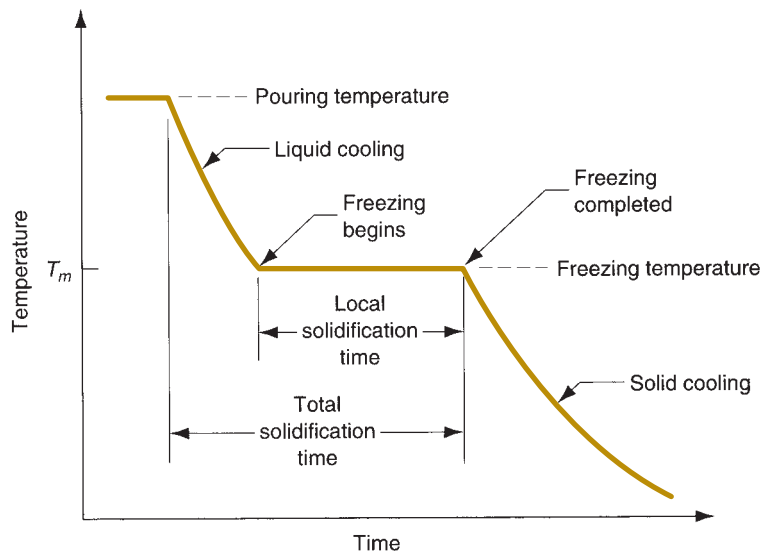 Pouring temperature
Liquid cooling
Freezing
begins
Freezing
completed
Temperature
Tm
Freezing temperature
Local
solidification
time
Solid cooling
Total
solidification
time
Time